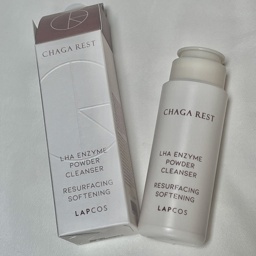 CHAGA REST
LHA ENZYME
POWDER
CLEANSER
RESURFACING
SOFTENING
LAPCOS
CHAGA REST
LHA ENZYME
POWDER
CLEANSER
RESURFACING
SOFTENING
LAPCOS